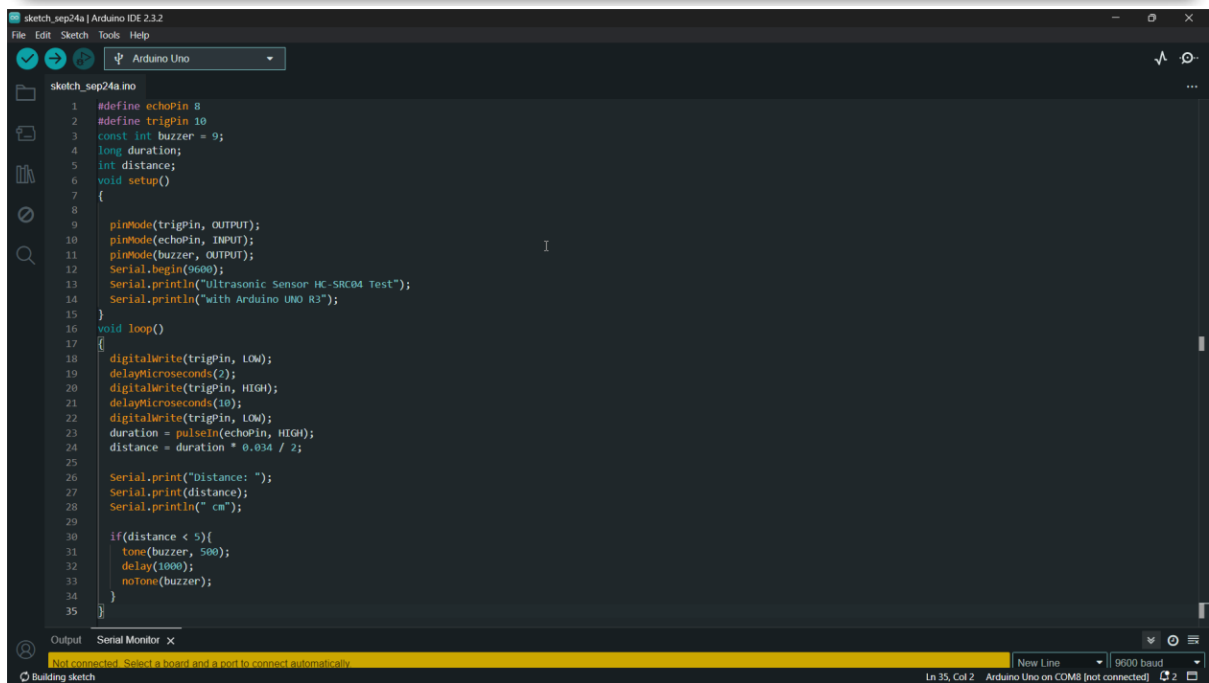 sketch_sep24a | Arduino IDE 2.3.2
File Edit Sketch Tools Help
Arduino Uno
sketch_sep24a.ino
1 #define echoPin 8
2 #define trigPin 10
3 const int buzzer = 9;
4 long duration;
5 int distance;
6 void setup()
7 {
8
9 pinMode(trigPin, OUTPUT);
10 pinMode(echoPin, INPUT);
11 pinMode(buzzer, OUTPUT);
12 Serial.begin(9600);
13 Serial.println("Ultrasonic Sensor HC-SRC04 Test");
14 Serial.println("with Arduino UNO R3");
15 }
16 void loop()
17 {
18 digitalWrite(trigPin, LOW);
19 delayMicroseconds(2);
20 digitalWrite(trigPin, HIGH);
21 delayMicroseconds(10);
22 digitalWrite(trigPin, LOW);
23 duration = pulseIn(echoPin, HIGH);
24 distance = duration * 0.034 / 2;
25
26 Serial.print("Distance: ");
27 Serial.print(distance);
28 Serial.println(" cm");
29
30 if(distance < 5){
31 tone(buzzer, 500);
32 delay(1000);
33 noTone(buzzer);
34 }
35 }
Output Serial Monitor
Not connected. Select a board and a port to connect automatically.
New Line 9600 baud
Building sketch
Ln 35, Col 2 Arduino Uno on COM8 [not connected] 2